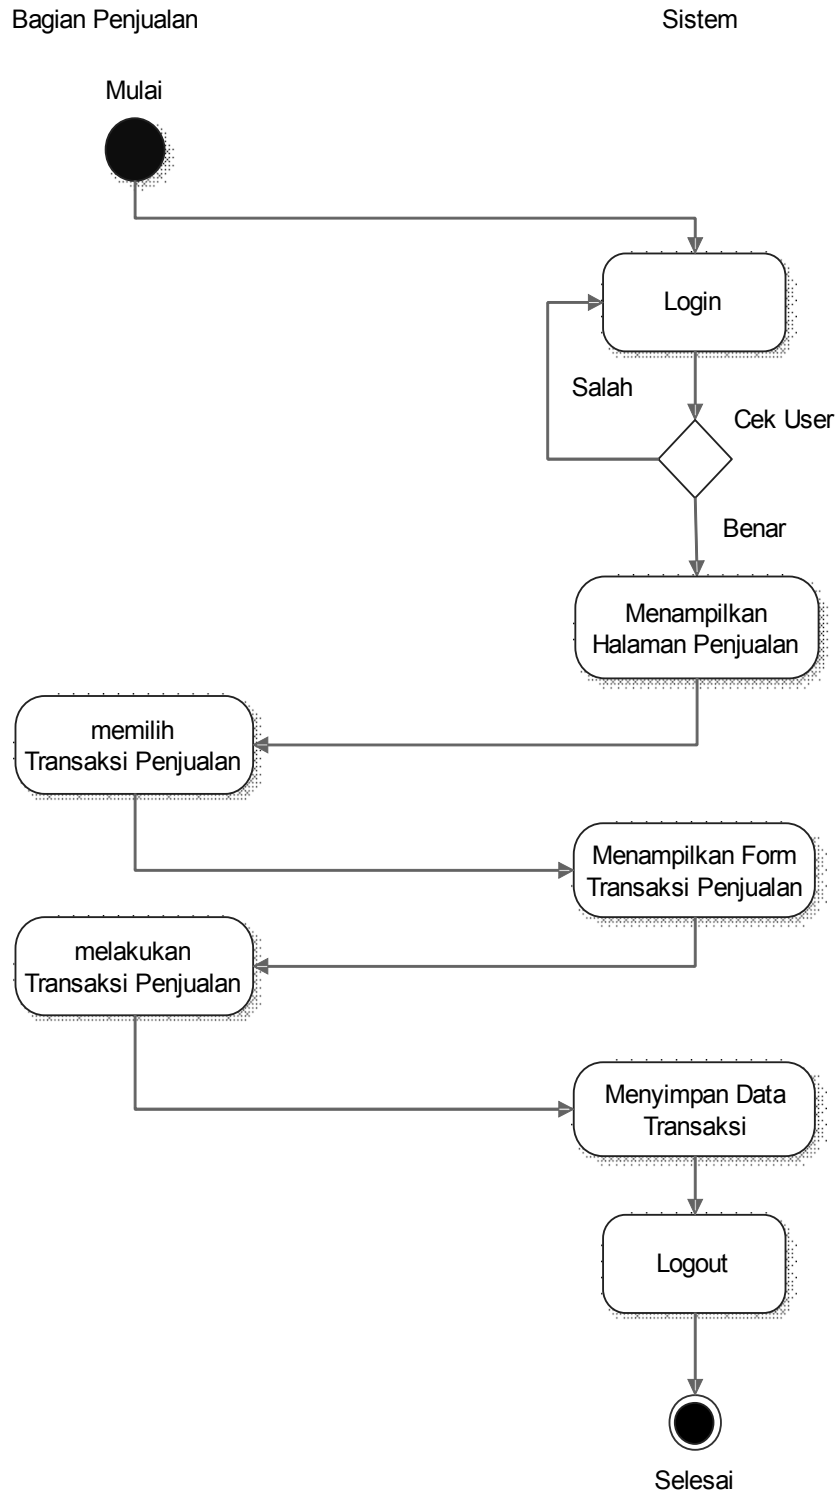 Bagian Penjualan
Sistem
Mulai
Login
Salah
Cek User
Benar
Menampilkan
Halaman Penjualan
memilih
Transaksi Penjualan
Menampilkan Form
Transaksi Penjualan
melakukan
Transaksi Penjualan
Menyimpan Data
Transaksi
Logout
Selesai